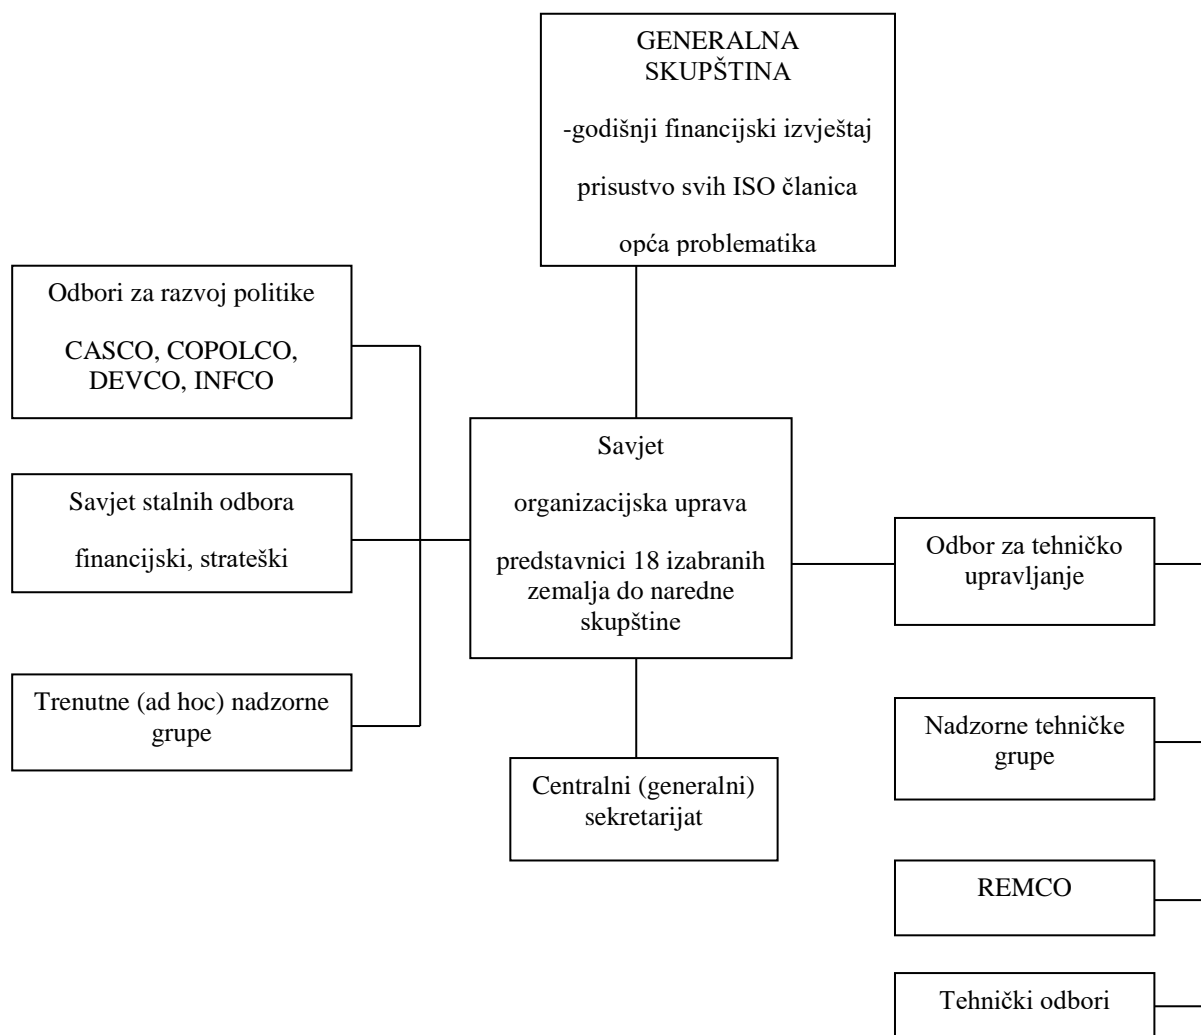 GENERALNA
SKUPŠTINA
-godišnji financijski izvještaj
prisustvo svih ISO članica
opća problematika
Odbori za razvoj politike
CASCO, COPOLCO,
DEVCO, INFCO
Savjet
organizacijska uprava
predstavnici 18 izabranih
zemalja do naredne
skupštine
Savjet stalnih odbora
financijski, strateški
Odbor za tehničko
upravljanje
Trenutne (ad hoc) nadzorne
grupe
Nadzorne tehničke
grupe
Centralni (generalni)
sekretarijat
REMCO
Tehnički odbori